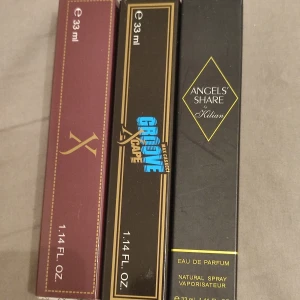 ℮ 33 ml
X
1.14 FL. OZ.
℮ 33 ml
GROOVE
XCAPE
1.14 FL. OZ.
ANGELS'
SHARE
by
Kilian
EAU DE PARFUM
NATURAL SPRAY
VAPORISATEUR